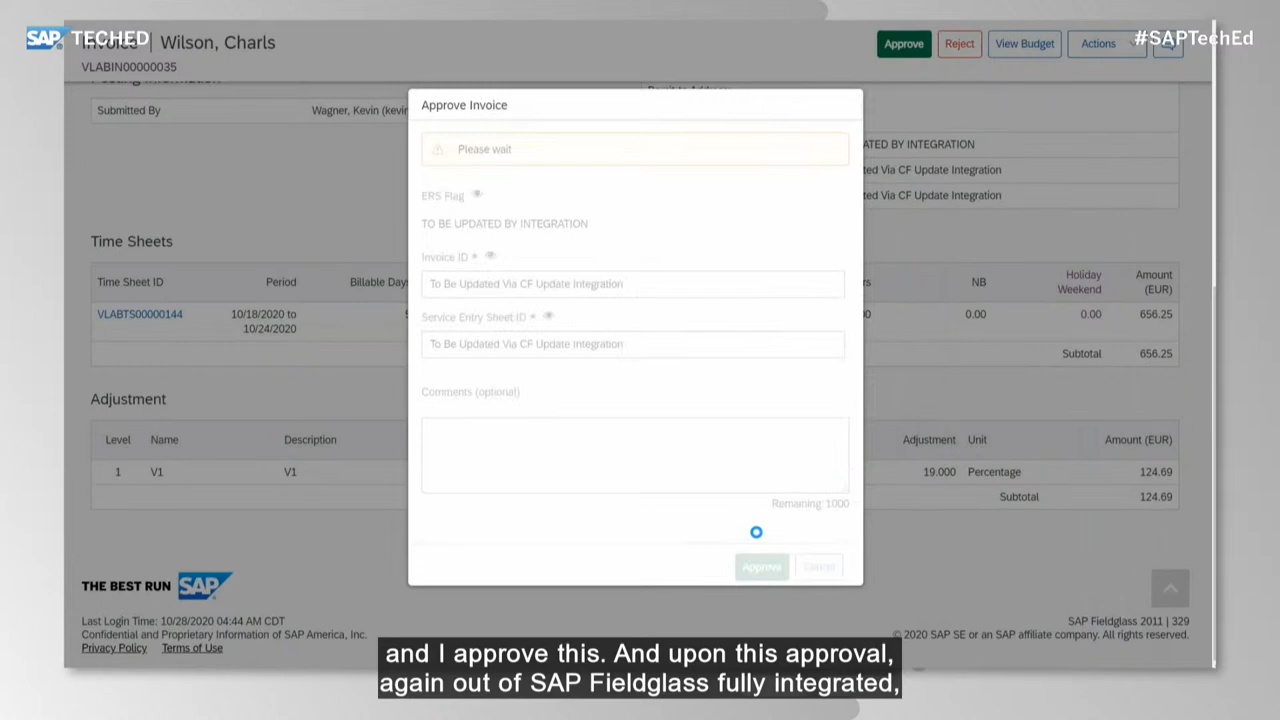 SAP TECHED
#SAPTechEd
Invoice | Wilson, Charls
VLABIN00000035
Approve
Reject
View Budget
Actions
Posting Information
Submitted By
Wagner, Kevin (kevin
Remit to Address
ATED BY INTEGRATION
ted Via CF Update Integration
ted Via CF Update Integration
Approve Invoice
Please wait
ERS Flag
TO BE UPDATED BY INTEGRATION
Invoice ID *
To Be Updated Via CF Update Integration
Service Entry Sheet ID *
To Be Updated Via CF Update Integration
Comments (optional)
Remaining: 1000
Approve
Time Sheets
Time Sheet ID Period Billable Day rs NB Holiday Weekend Amount (EUR)
VLABTS00000144 10/18/2020 to 10/24/2020 0.00 0.00 656.25
Subtotal 656.25
Adjustment
Level Name Description Adjustment Unit Amount (EUR)
1 V1 V1 19.000 Percentage 124.69
Subtotal 124.69
THE BEST RUN SAP
Last Login Time: 10/28/2020 04:44 AM CDT
Confidential and Proprietary Information of SAP America, Inc.
Privacy Policy Terms of Use
SAP Fieldglass 2011 | 329
© 2020 SAP SE or an SAP affiliate company. All rights reserved.
and I approve this. And upon this approval,
again out of SAP Fieldglass fully integrated,